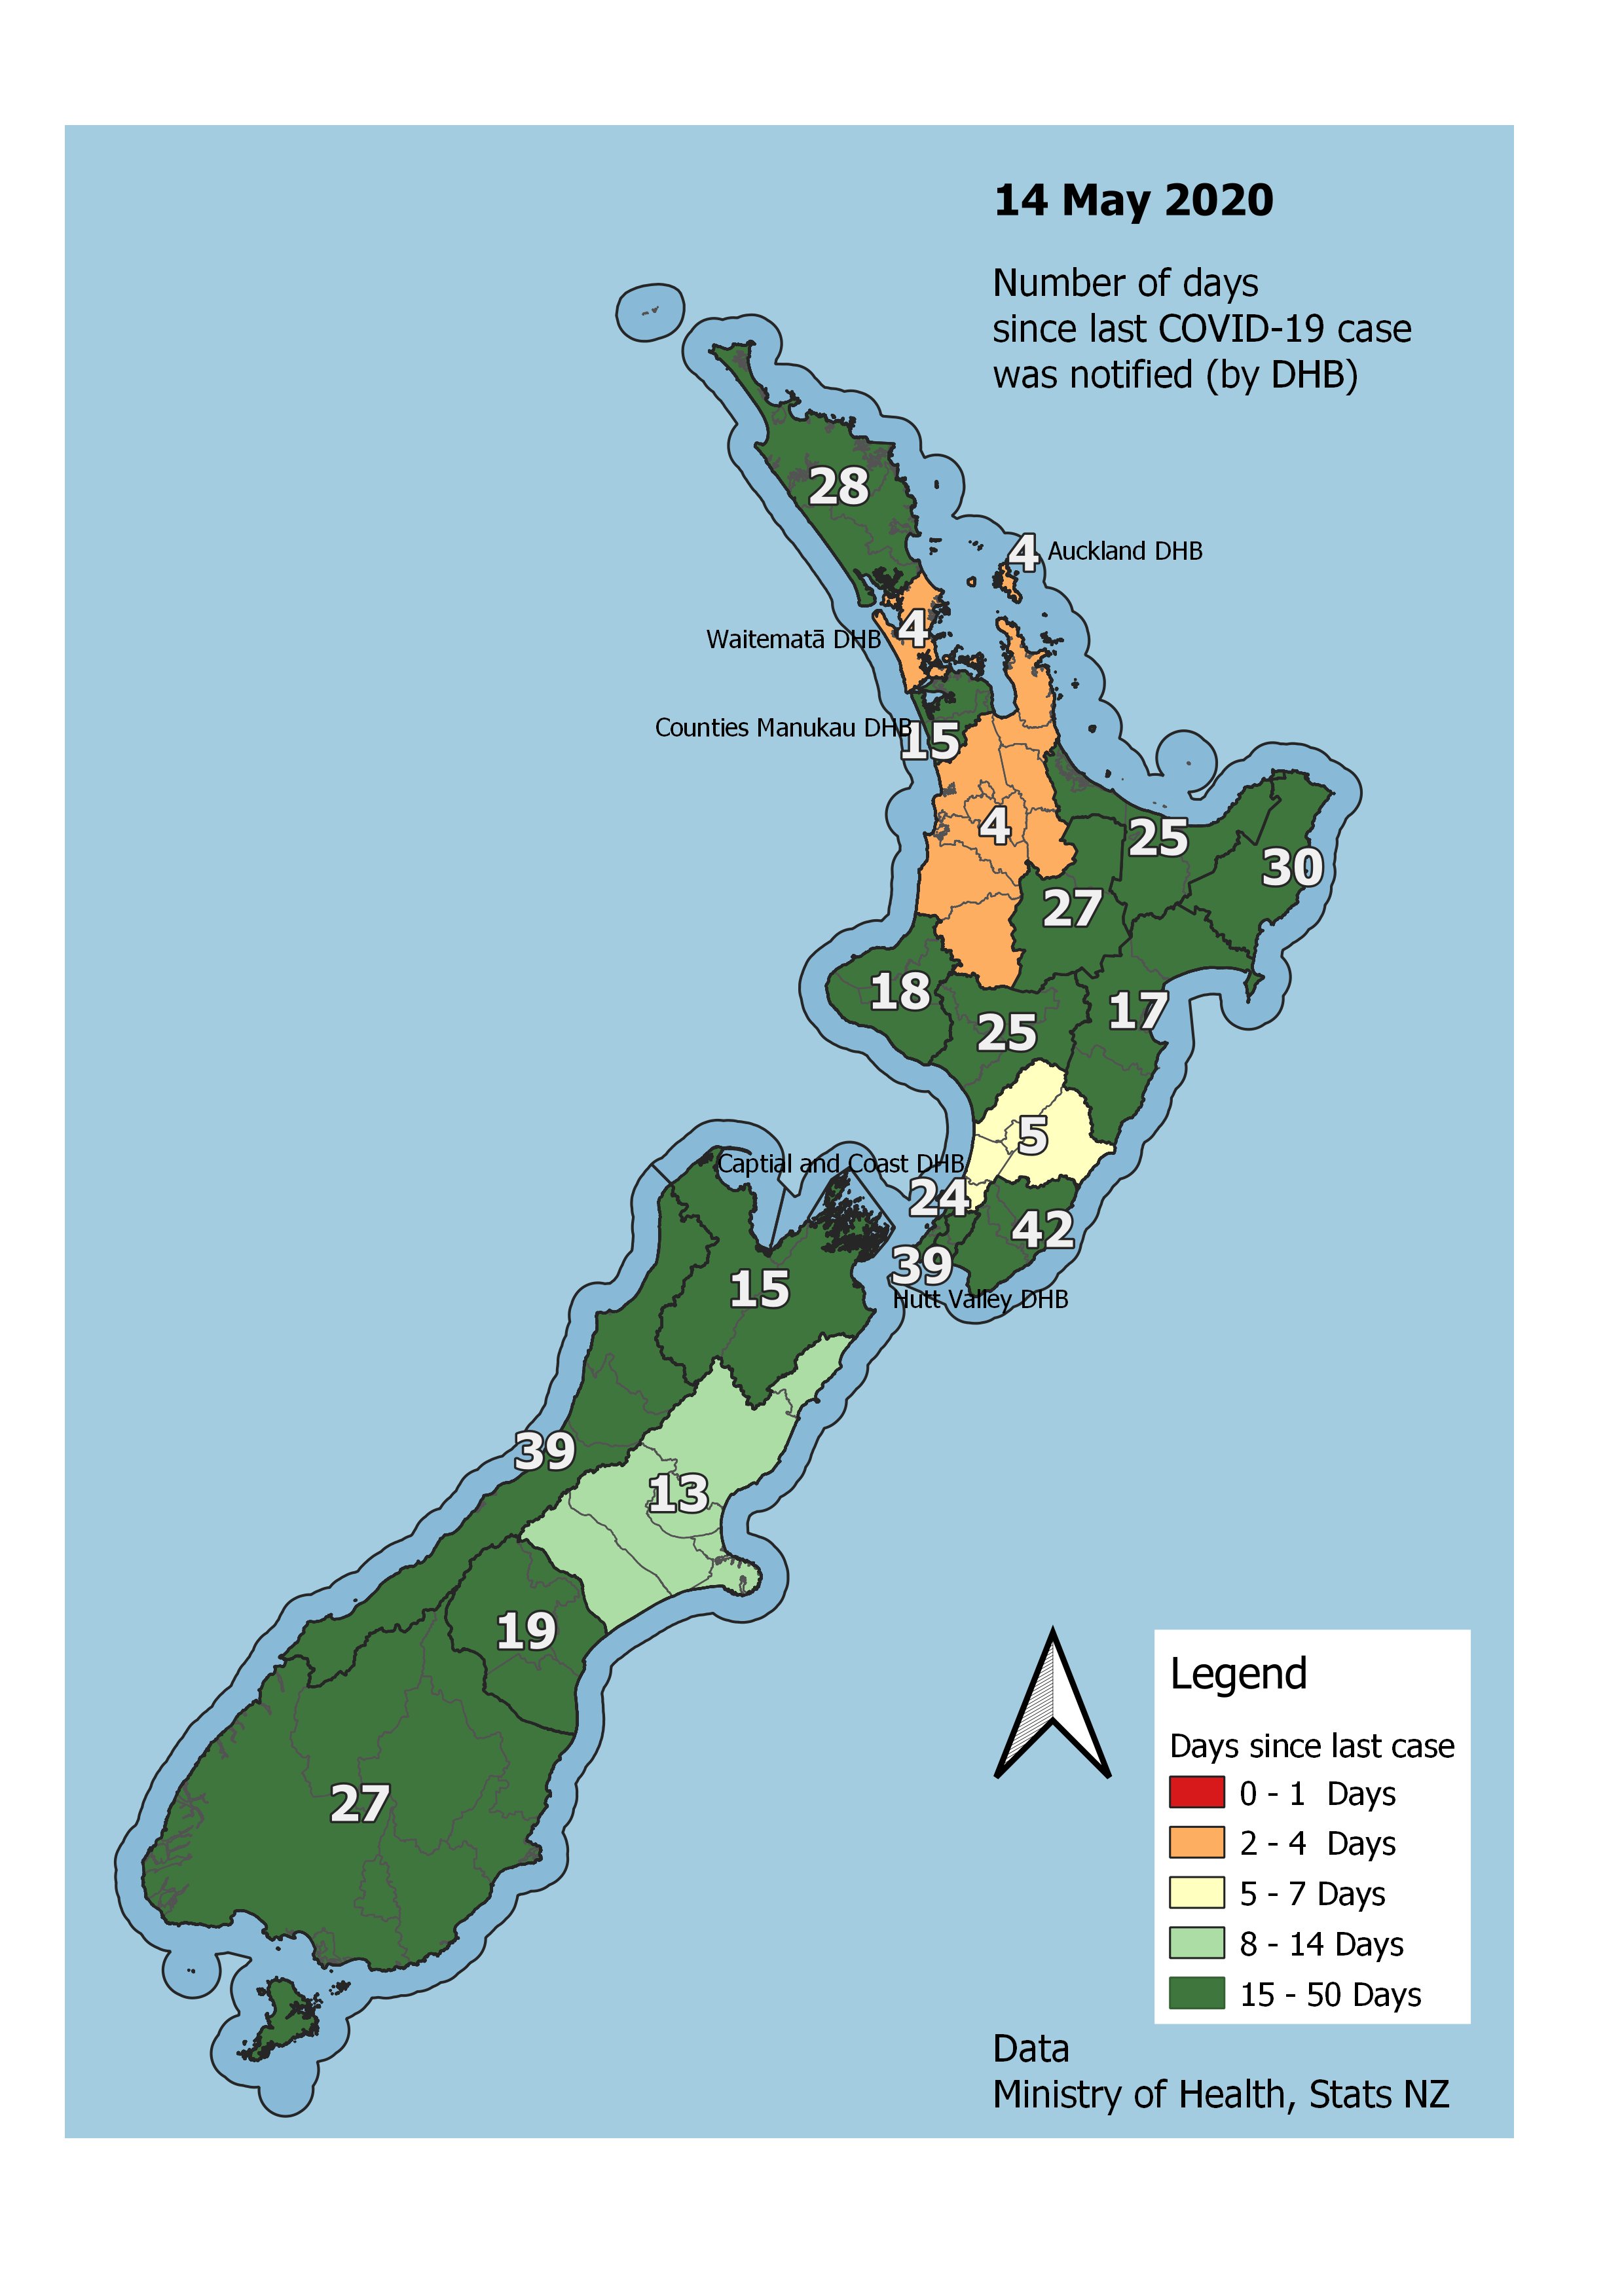 14 May 2020
Number of days
since last COVID-19 case
was notified (by DHB)
28
4 Auckland DHB
Waitematā DHB 4
Counties Manukau DHB 15
4
25
30
27
18
25
17
5
Captial and Coast DHB
24
42
39
Hutt Valley DHB
15
39
13
19
27
Legend
Days since last case
0 - 1 Days
2 - 4 Days
5 - 7 Days
8 - 14 Days
15 - 50 Days
Data
Ministry of Health, Stats NZ